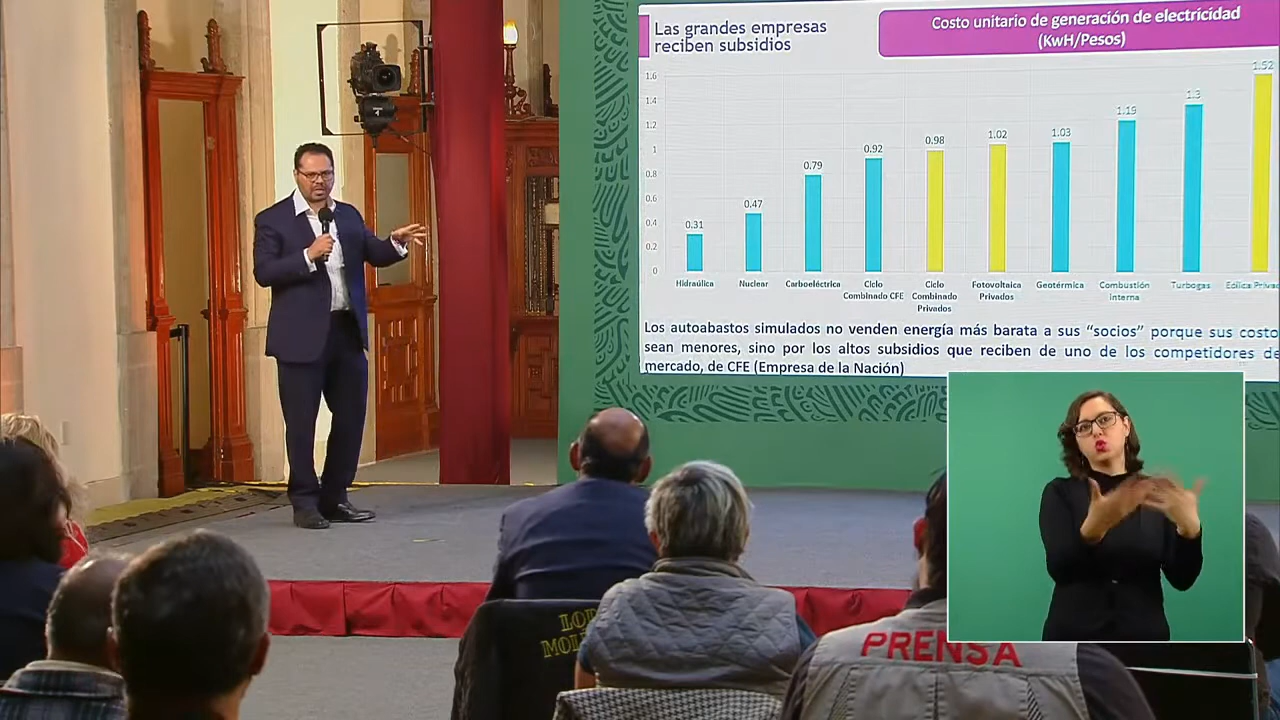 Las grandes empresas
reciben subsidios
Costo unitario de generación de electricidad
(KwH/Pesos)
1.6
1.4
1.2
1
0.8
0.6
0.4
0.2
0
0.31
0.47
0.79
0.92
0.98
1.02
1.03
1.19
1.3
1.52
Hidraúlica
Nuclear
Carboeléctrica
Ciclo
Combinado CFE
Ciclo
Combinado
Privados
Fotovoltaica
Privados
Geotérmica
Combustión
Interna
Turbogas
Eólica Privad
Los autoabastos simulados no venden energía más barata a sus “socios” porque sus costo
sean menores, sino por los altos subsidios que reciben de uno de los competidores de
mercado, de CFE (Empresa de la Nación)
PRENSA